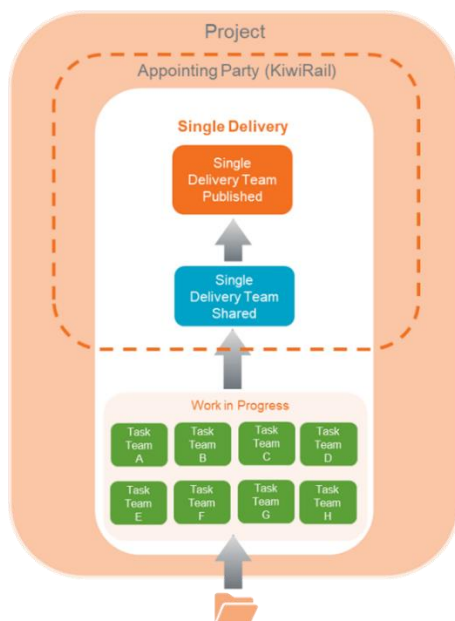 Project
Appointing Party (KiwiRail)
Single Delivery
Single
Delivery Team
Published
Single
Delivery Team
Shared
Work in Progress
Task
Team
A
Task
Team
B
Task
Team
C
Task
Team
D
Task
Team
E
Task
Team
F
Task
Team
G
Task
Team
H